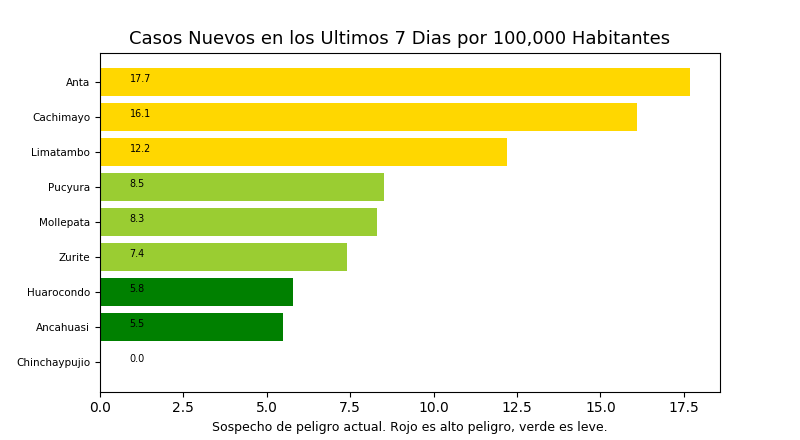 Casos Nuevos en los Ultimos 7 Dias por 100,000 Habitantes
Anta 17.7
Cachimayo 16.1
Limatambo 12.2
Pucyura 8.5
Mollepata 8.3
Zurite 7.4
Huarocondo 5.8
Ancahuasi 5.5
Chinchaypujio 0.0
0.0 2.5 5.0 7.5 10.0 12.5 15.0 17.5
Sospecho de peligro actual. Rojo es alto peligro, verde es leve.